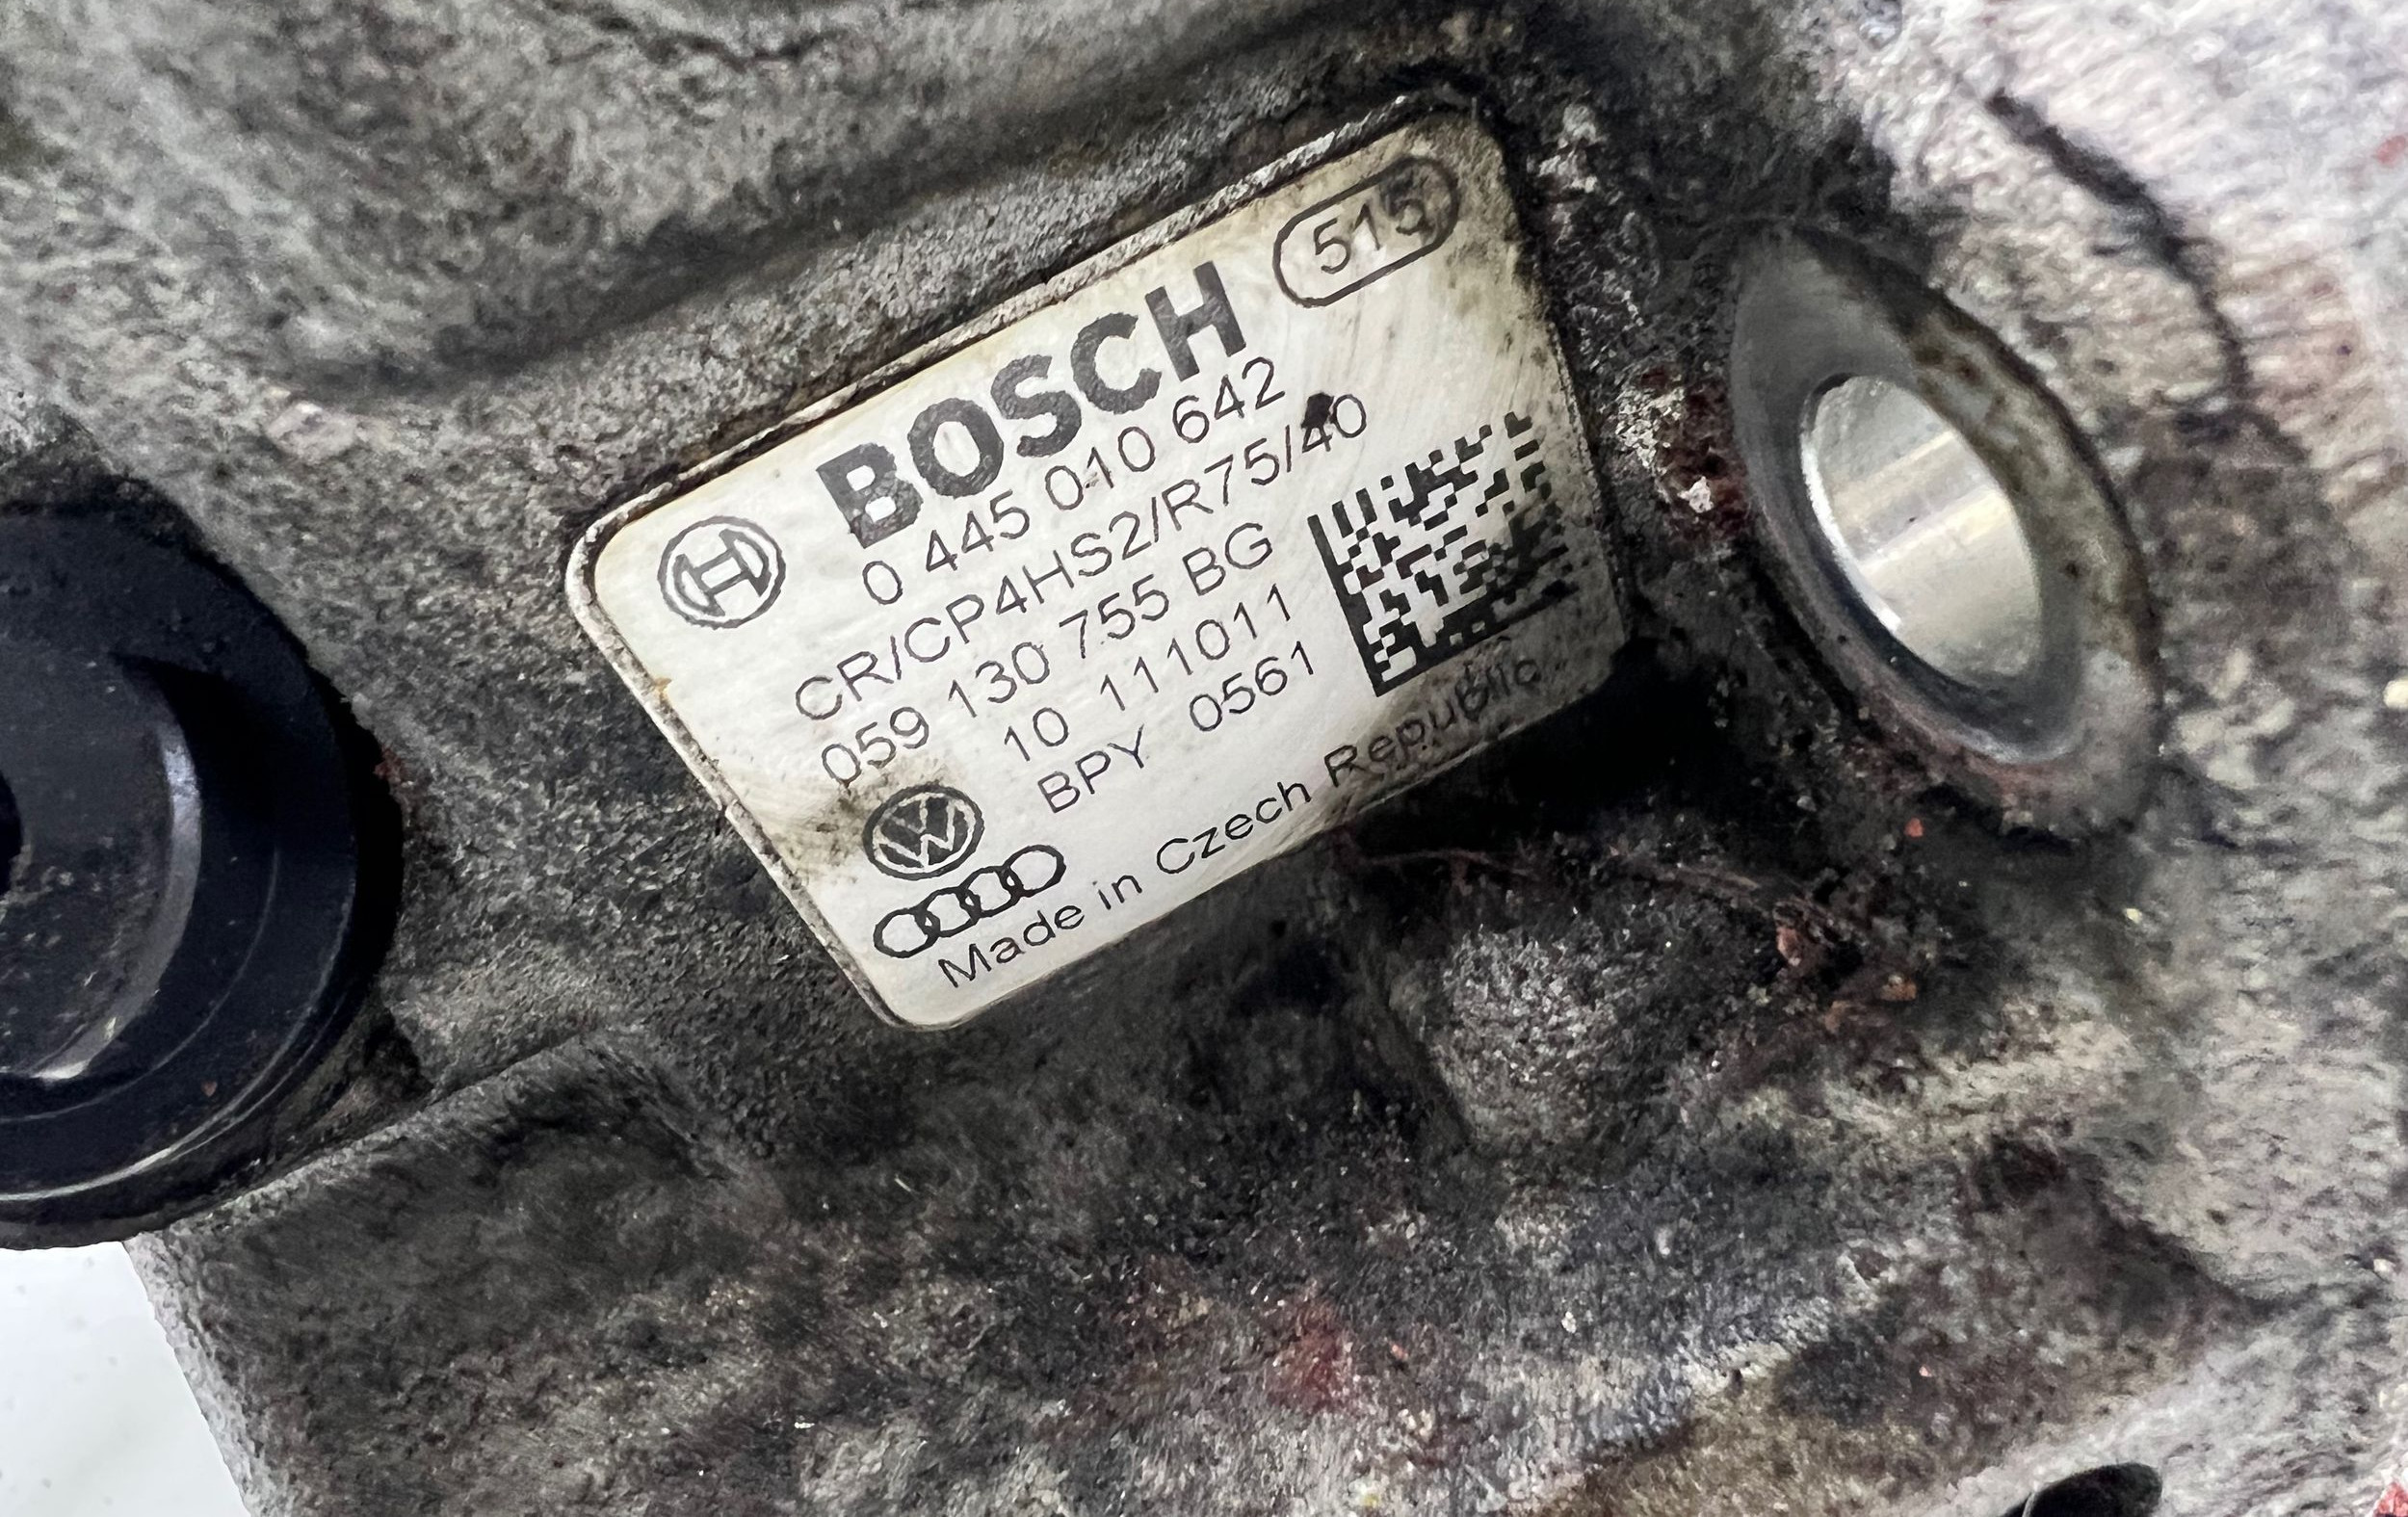 515
BOSCH
0 445 010 642
CR/CP4HS2/R75/40
059 130 755 BG
10 111011
BPY 0561
Made in Czech Republic